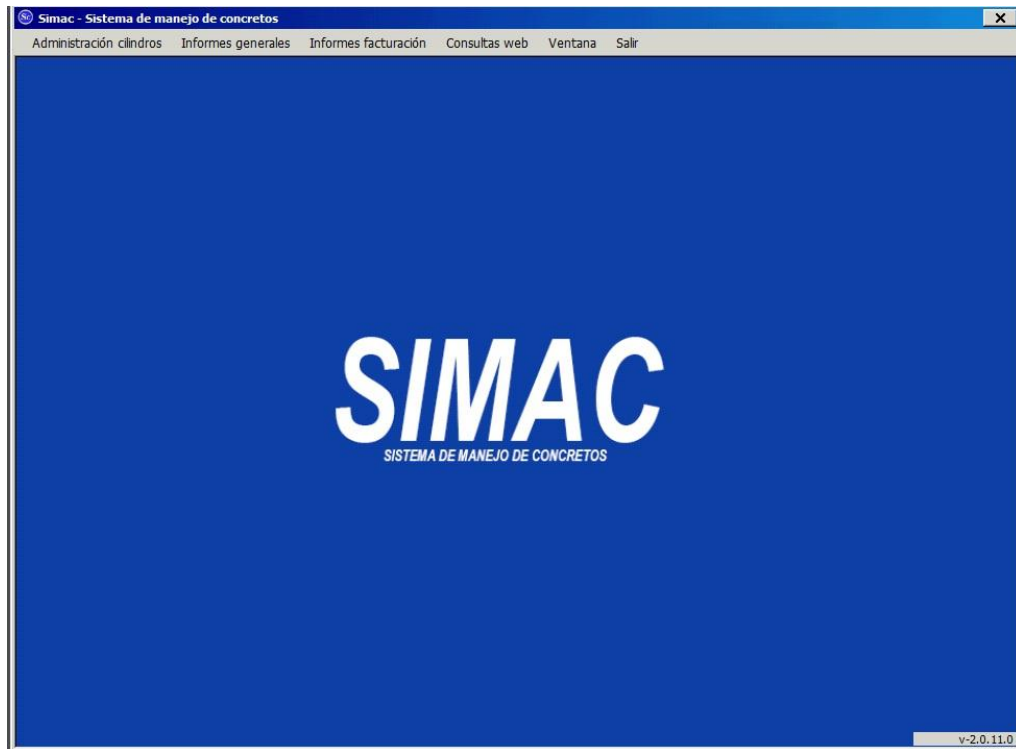 Simac - Sistema de manejo de concretos
Administración cilindros Informes generales Informes facturación Consultas web Ventana Salir
SIMAC
SISTEMA DE MANEJO DE CONCRETOS
v-2.0.11.0